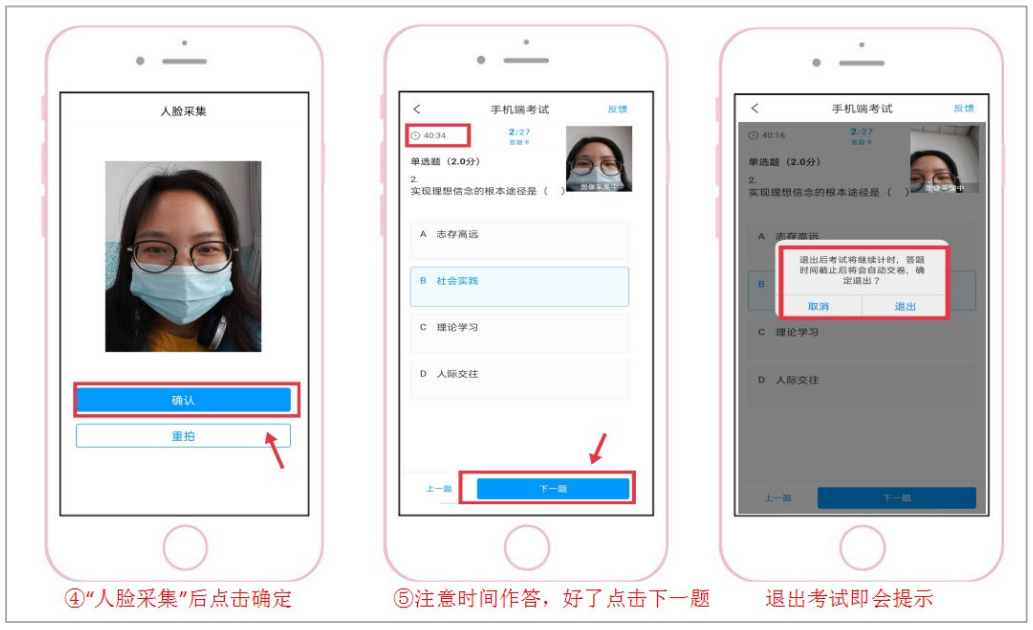 人脸采集
确认
重拍
手机端考试
反馈
40:34
2/27
答题卡
单选题（2.0分）
2.
实现理想信念的根本途径是（ ）
图像采集中
A 志存高远
B 社会实践
C 理论学习
D 人际交往
上一题
下一题
手机端考试
反馈
40:16
2/27
答题卡
单选题（2.0分）
2.
实现理想信念的根本途径是（ ）
图像采集中
A 志存高远
退出后考试将继续计时，答题
时间截止后将会自动交卷，确
定退出？
取消
退出
B
C 理论学习
D 人际交往
上一题
下一题
④“人脸采集”后点击确定
⑤注意时间作答，好了点击下一题
退出考试即会提示